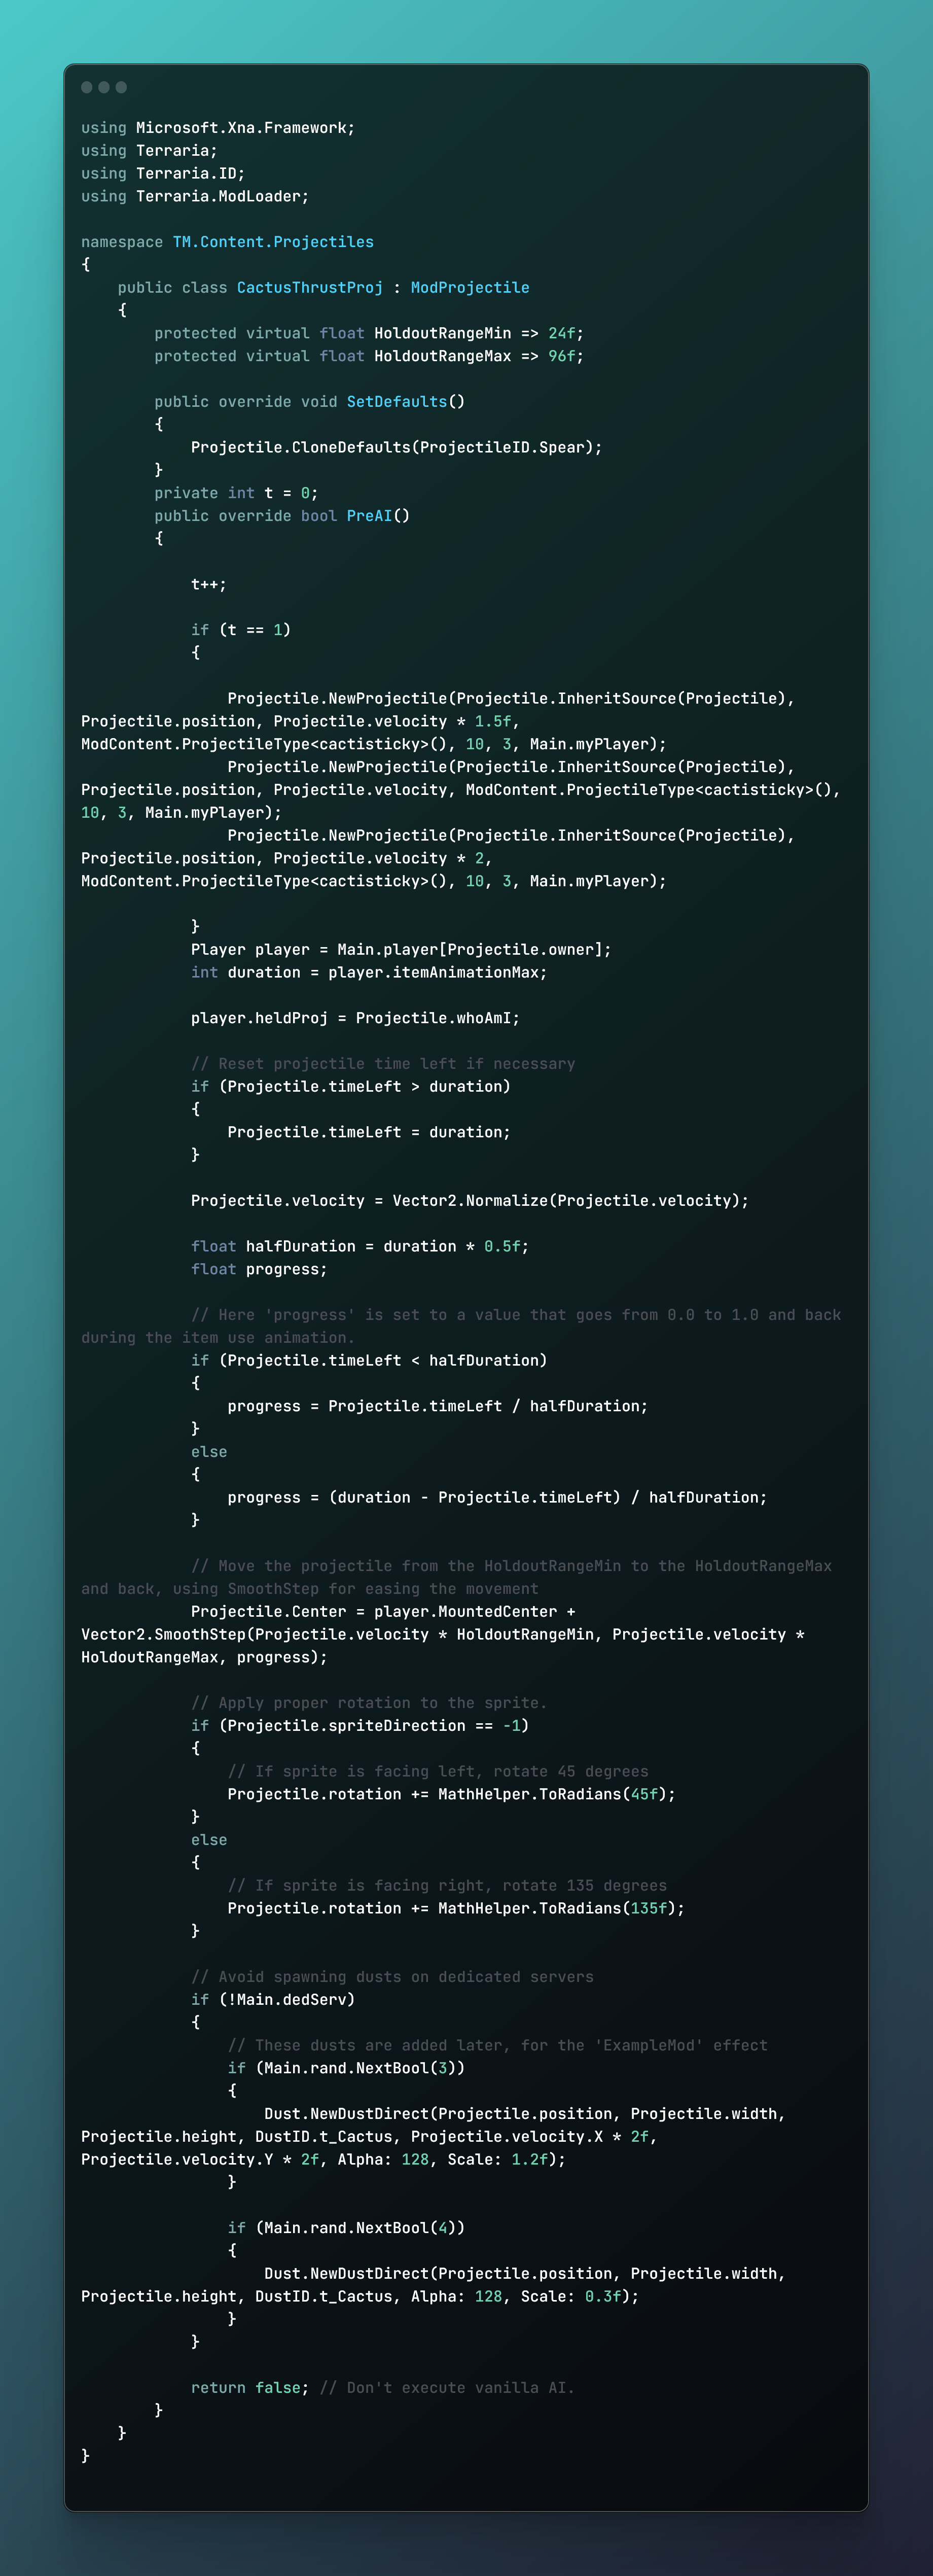 using Microsoft.Xna.Framework;
using Terraria;
using Terraria.ID;
using Terraria.ModLoader;

namespace TM.Content.Projectiles
{
    public class CactusThrustProj : ModProjectile
    {
        protected virtual float HoldoutRangeMin => 24f;
        protected virtual float HoldoutRangeMax => 96f;

        public override void SetDefaults()
        {
            Projectile.CloneDefaults(ProjectileID.Spear);
        }
        private int t = 0;
        public override bool PreAI()
        {

            t++;

            if (t == 1)
            {

                Projectile.NewProjectile(Projectile.InheritSource(Projectile),
Projectile.position, Projectile.velocity * 1.5f,
ModContent.ProjectileType<cactisticky>(), 10, 3, Main.myPlayer);
                Projectile.NewProjectile(Projectile.InheritSource(Projectile),
Projectile.position, Projectile.velocity, ModContent.ProjectileType<cactisticky>(),
10, 3, Main.myPlayer);
                Projectile.NewProjectile(Projectile.InheritSource(Projectile),
Projectile.position, Projectile.velocity * 2,
ModContent.ProjectileType<cactisticky>(), 10, 3, Main.myPlayer);

            }
            Player player = Main.player[Projectile.owner];
            int duration = player.itemAnimationMax;

            player.heldProj = Projectile.whoAmI;

            // Reset projectile time left if necessary
            if (Projectile.timeLeft > duration)
            {
                Projectile.timeLeft = duration;
            }

            Projectile.velocity = Vector2.Normalize(Projectile.velocity);

            float halfDuration = duration * 0.5f;
            float progress;

            // Here 'progress' is set to a value that goes from 0.0 to 1.0 and back
during the item use animation.
            if (Projectile.timeLeft < halfDuration)
            {
                progress = Projectile.timeLeft / halfDuration;
            }
            else
            {
                progress = (duration - Projectile.timeLeft) / halfDuration;
            }

            // Move the projectile from the HoldoutRangeMin to the HoldoutRangeMax
and back, using SmoothStep for easing the movement
            Projectile.Center = player.MountedCenter +
Vector2.SmoothStep(Projectile.velocity * HoldoutRangeMin, Projectile.velocity *
HoldoutRangeMax, progress);

            // Apply proper rotation to the sprite.
            if (Projectile.spriteDirection == -1)
            {
                // If sprite is facing left, rotate 45 degrees
                Projectile.rotation += MathHelper.ToRadians(45f);
            }
            else
            {
                // If sprite is facing right, rotate 135 degrees
                Projectile.rotation += MathHelper.ToRadians(135f);
            }

            // Avoid spawning dusts on dedicated servers
            if (!Main.dedServ)
            {
                // These dusts are added later, for the 'ExampleMod' effect
                if (Main.rand.NextBool(3))
                {
                    Dust.NewDustDirect(Projectile.position, Projectile.width,
Projectile.height, DustID.t_Cactus, Projectile.velocity.X * 2f,
Projectile.velocity.Y * 2f, Alpha: 128, Scale: 1.2f);
                }

                if (Main.rand.NextBool(4))
                {
                    Dust.NewDustDirect(Projectile.position, Projectile.width,
Projectile.height, DustID.t_Cactus, Alpha: 128, Scale: 0.3f);
                }
            }

            return false; // Don't execute vanilla AI.
        }
    }
}